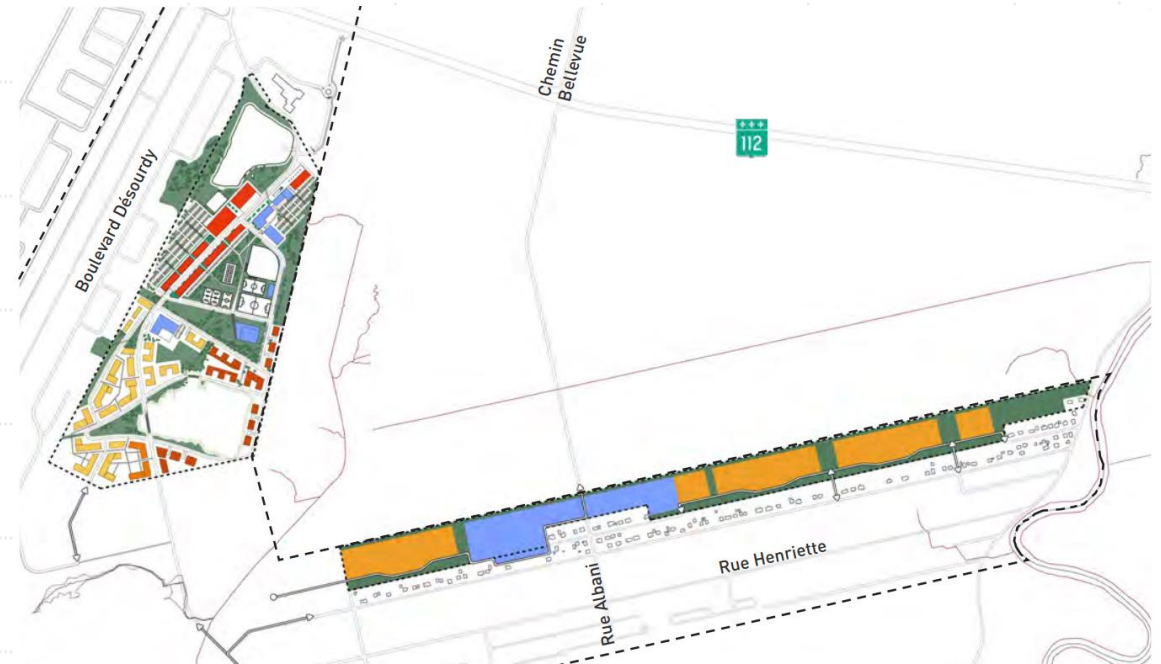 Chemin
Bellevue
112
Boulevard Désourdy
Rue Henriette
Rue Albani